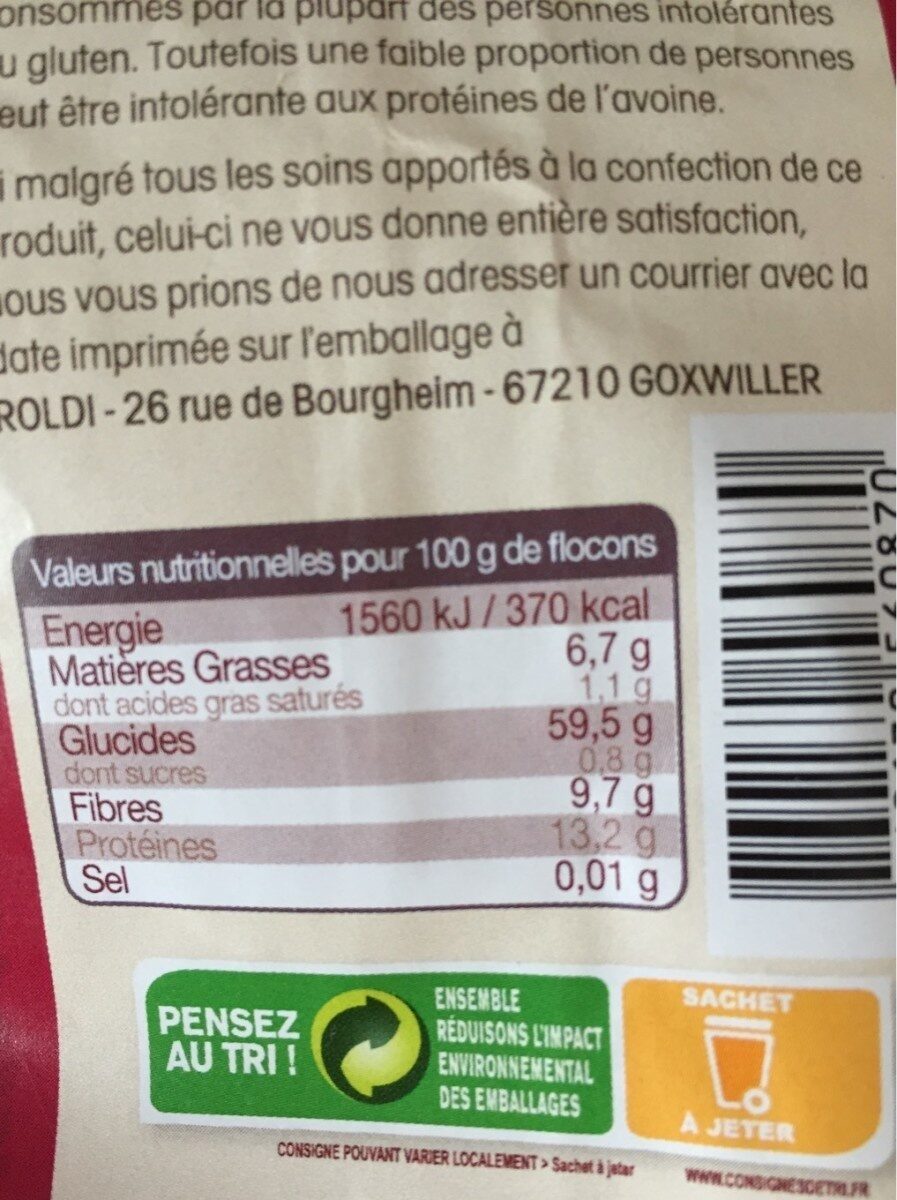 onsommés par la plupart des personnes intolérantes
u gluten. Toutefois une faible proportion de personnes
eut être intolérante aux protéines de l'avoine.
i malgré tous les soins apportés à la confection de ce
roduit, celui-ci ne vous donne entière satisfaction,
ous vous prions de nous adresser un courrier avec la
date imprimée sur l'emballage à
ROLDI - 26 rue de Bourgheim - 67210 GOXWILLER
Valeurs nutritionnelles pour 100 g de flocons
Energie 1560 kJ / 370 kcal
Matières Grasses 6,7 g
dont acides gras saturés 1,1 g
Glucides 59,5 g
dont sucres 0,8 g
Fibres 9,7 g
Protéines 13,2 g
Sel 0,01 g
PENSEZ
AU TRI !
ENSEMBLE
RÉDUISONS L'IMPACT
ENVIRONNEMENTAL
DES EMBALLAGES
SACHET
À JETER
CONSIGNE POUVANT VARIER LOCALEMENT > Sachet à jeter
WWW.CONSIGNESDETRI.FR